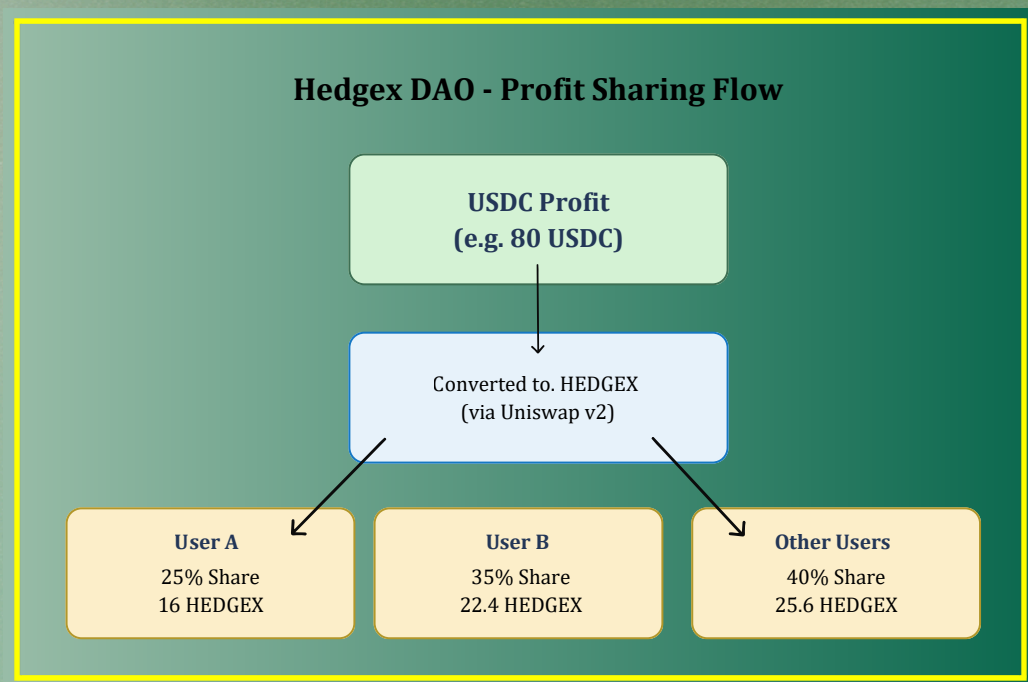 Hedgex DAO - Profit Sharing Flow
USDC Profit
(e.g. 80 USDC)
Converted to. HEDGEX
(via Uniswap v2)
User A
25% Share
16 HEDGEX
User B
35% Share
22.4 HEDGEX
Other Users
40% Share
25.6 HEDGEX